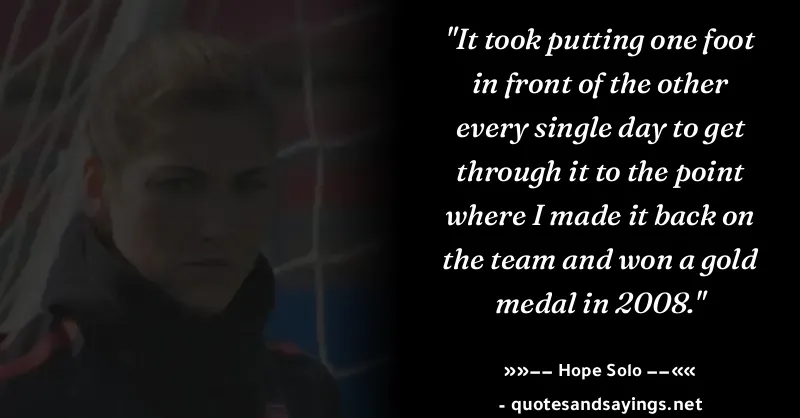 "It took putting one foot
in front of the other
every single day to get
through it to the point
where I made it back on
the team and won a gold
medal in 2008."
»»−− Hope Solo −−««
- quotesandsayings.net